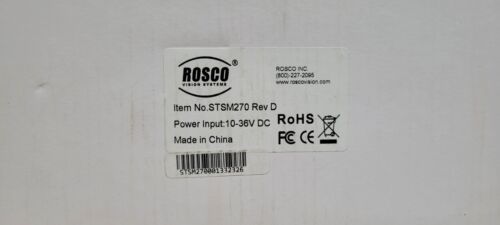 ROSCO®
VISION SYSTEMS
ROSCO INC
(800)-227-2095
www.roscovision.com
Item No.STSM270 Rev D
Power Input:10-36V DC
Made in China
RoHS
FC CE
STSM270001332326